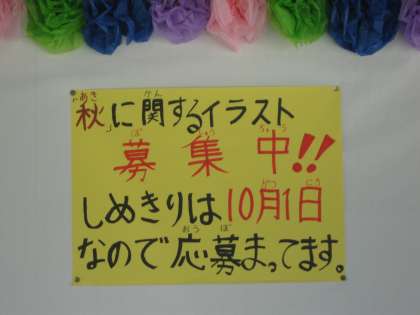 「秋」に関するイラスト
募集中!!
しめきりは10月1日
なので応募まってます。